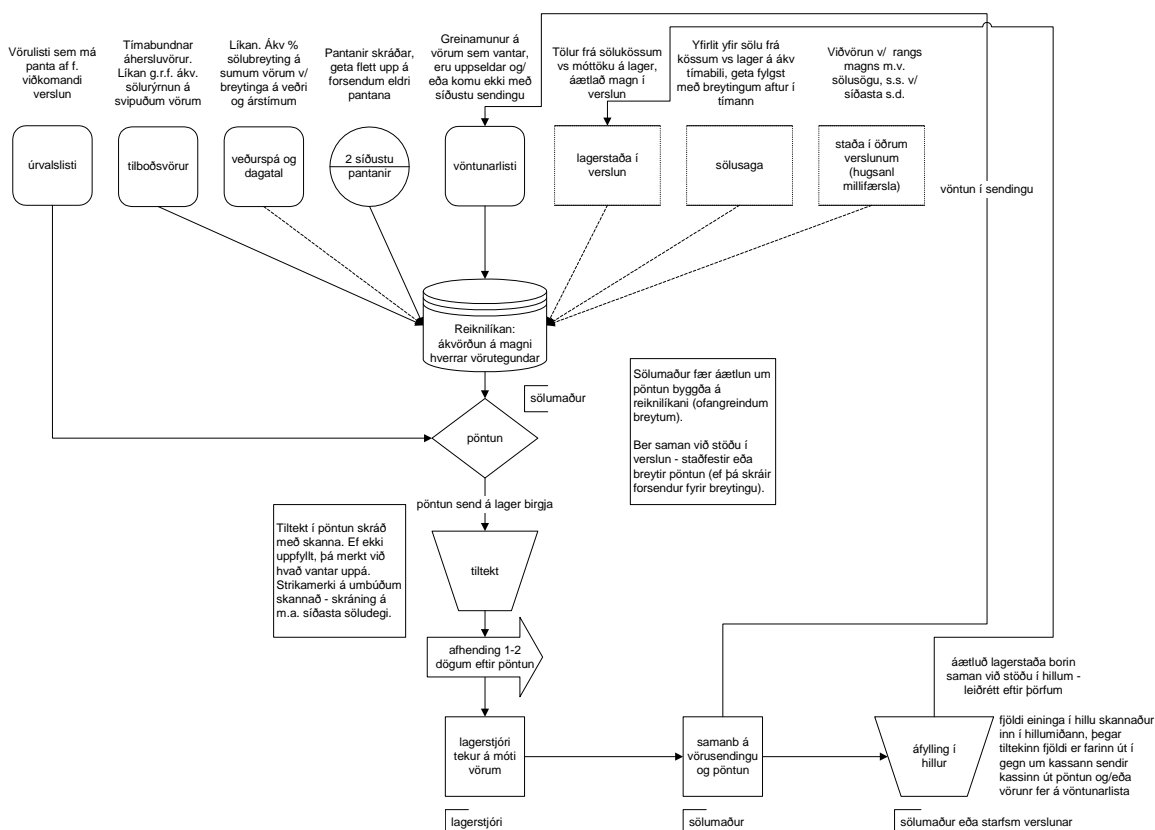 Vörulisti sem má
panta af f.
viðkomandi
verslun
Tímabundnar
áhersluvörur.
Líkan g.r.f. ákv.
sölurýrnun á
svipuðum vörum
Líkan. Ákv %
sölubreyting á
sumum vörum v/
breytinga á veðri
og árstímum
Pantanir skráðar,
geta flett upp á
forsendum eldri
pantana
Greinamunur á
vörum sem vantar,
eru uppseldar og/
eða komu ekki með
síðustu sendingu
Tölur frá sölukössum
vs móttöku á lager,
áætlað magn í
verslun
Yfirlit yfir sölu frá
kössum vs lager á ákv
tímabili, geta fylgst
með breytingum aftur í
tímann
Viðvörun v/ rangs
magns m.v.
sölusögu, s.s. v/
síðasta s.d.
úrvalslisti
tilboðsvörur
veðurspá og
dagatal
2 síðustu
pantanir
vöntunarlisti
lagerstaða í
verslun
sölusaga
staða í öðrum
verslunum
(hugsanl
millifærsla)
vöntun í sendingu
Reiknilíkan:
ákvörðun á magni
hverrar vörutegundar
sölumaður
Sölumaður fær áætlun um
pöntun byggða á
reiknilíkani (ofangreindum
breytum).
Ber saman við stöðu í
verslun - staðfestir eða
breytir pöntun (ef þá skráir
forsendur fyrir breytingu).
pöntun
pöntun send á lager birgja
Tiltekt í pöntun skráð
með skanna. Ef ekki
uppfyllt, þá merkt við
hvað vantar uppá.
Strikamerki á umbúðum
skannað - skráning á
m.a. síðasta söludegi.
tiltekt
afhending 1-2
dögum eftir pöntun
áætluð lagerstaða borin
saman við stöðu í hillum -
leiðrétt eftir þörfum
lagerstjóri
tekur á móti
vörum
samanb á
vörusendingu
og pöntun
áfylling í
hillur
fjöldi eininga í hillu skannaður
inn í hillumiðann, þegar
tiltekinn fjöldi er farinn út í
gegn um kassann sendir
kassinn út pöntun og/eða
vörunr fer á vöntunarlista
lagerstjóri
sölumaður
sölumaður eða starfsm verslunar